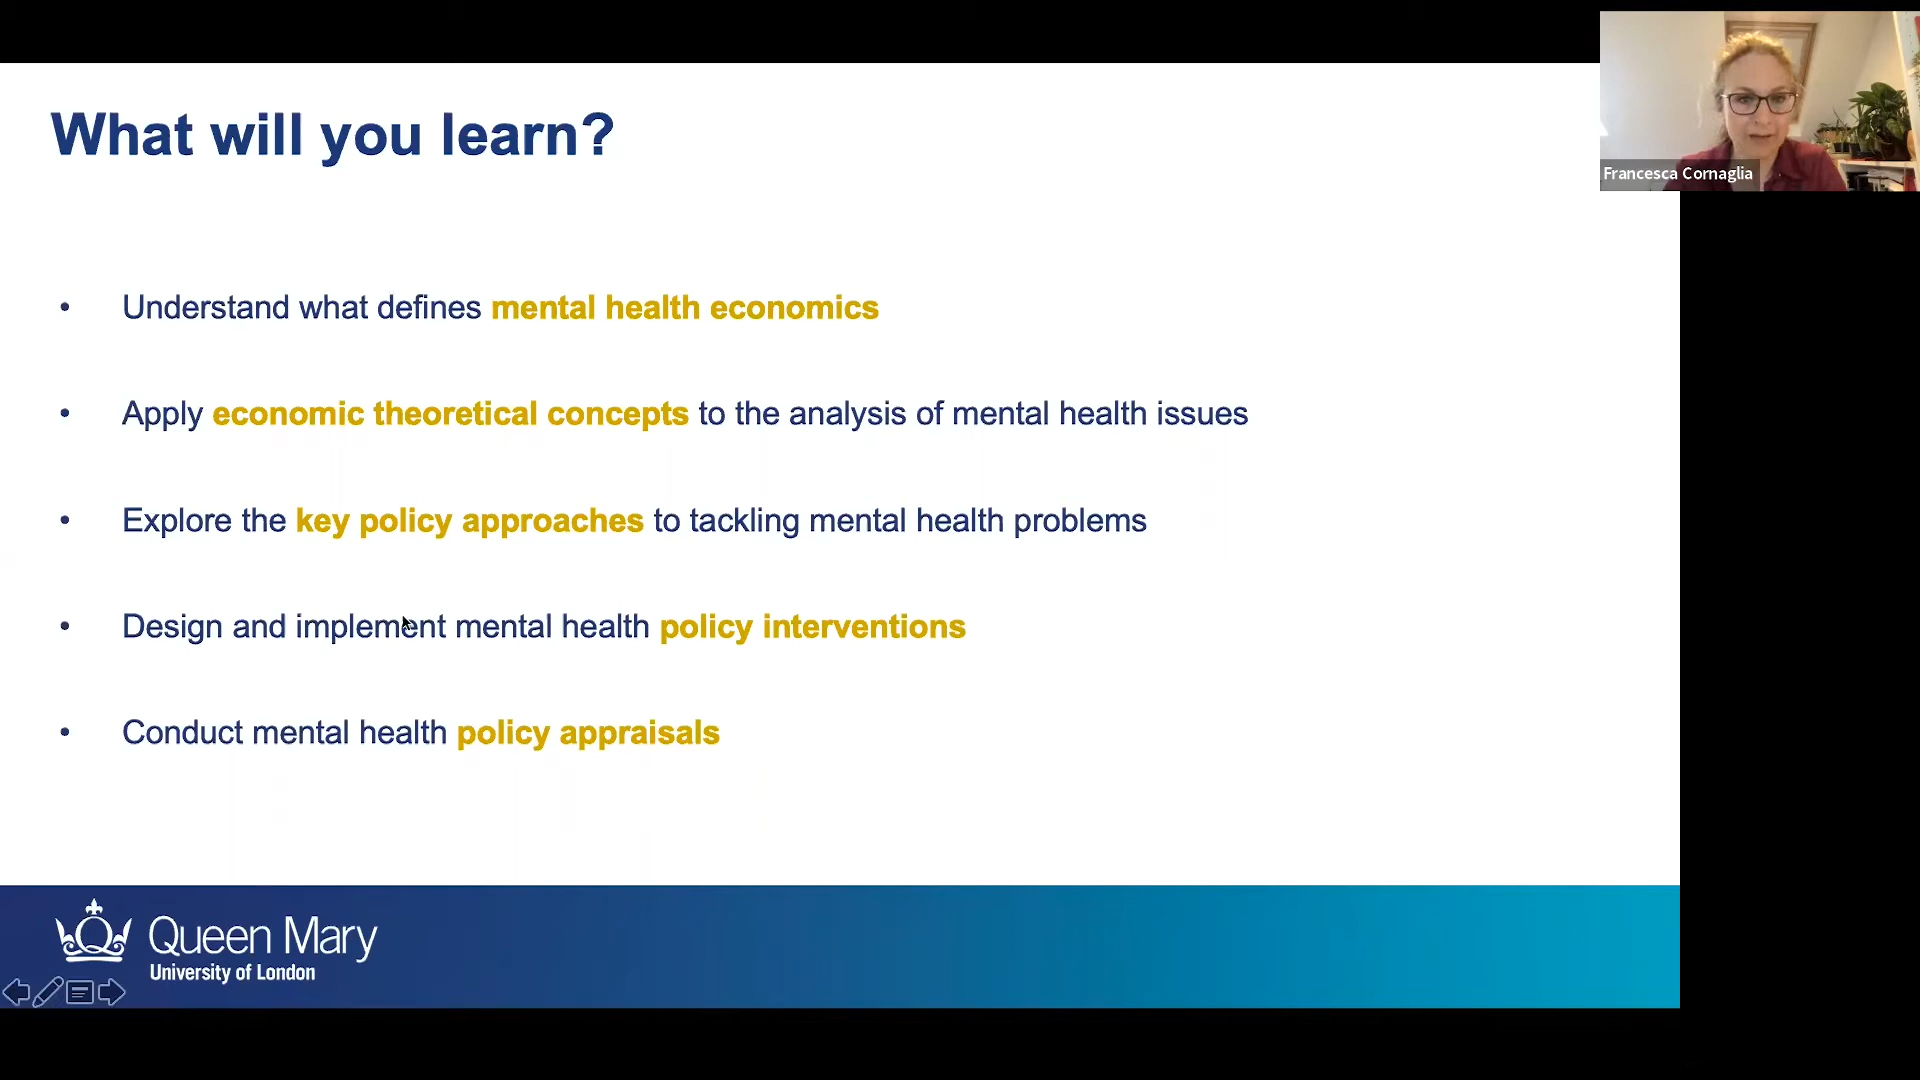 What will you learn?
Francesca Cornaglia
• Understand what defines mental health economics
• Apply economic theoretical concepts to the analysis of mental health issues
• Explore the key policy approaches to tackling mental health problems
• Design and implement mental health policy interventions
• Conduct mental health policy appraisals
Queen Mary
University of London